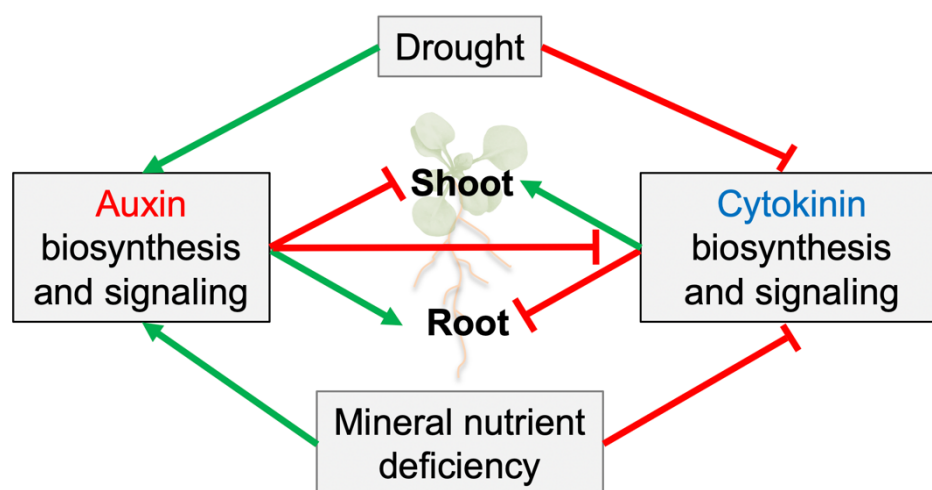 Drought
Shoot
Auxin
biosynthesis
and signaling
Cytokinin
biosynthesis
and signaling
Root
Mineral nutrient
deficiency